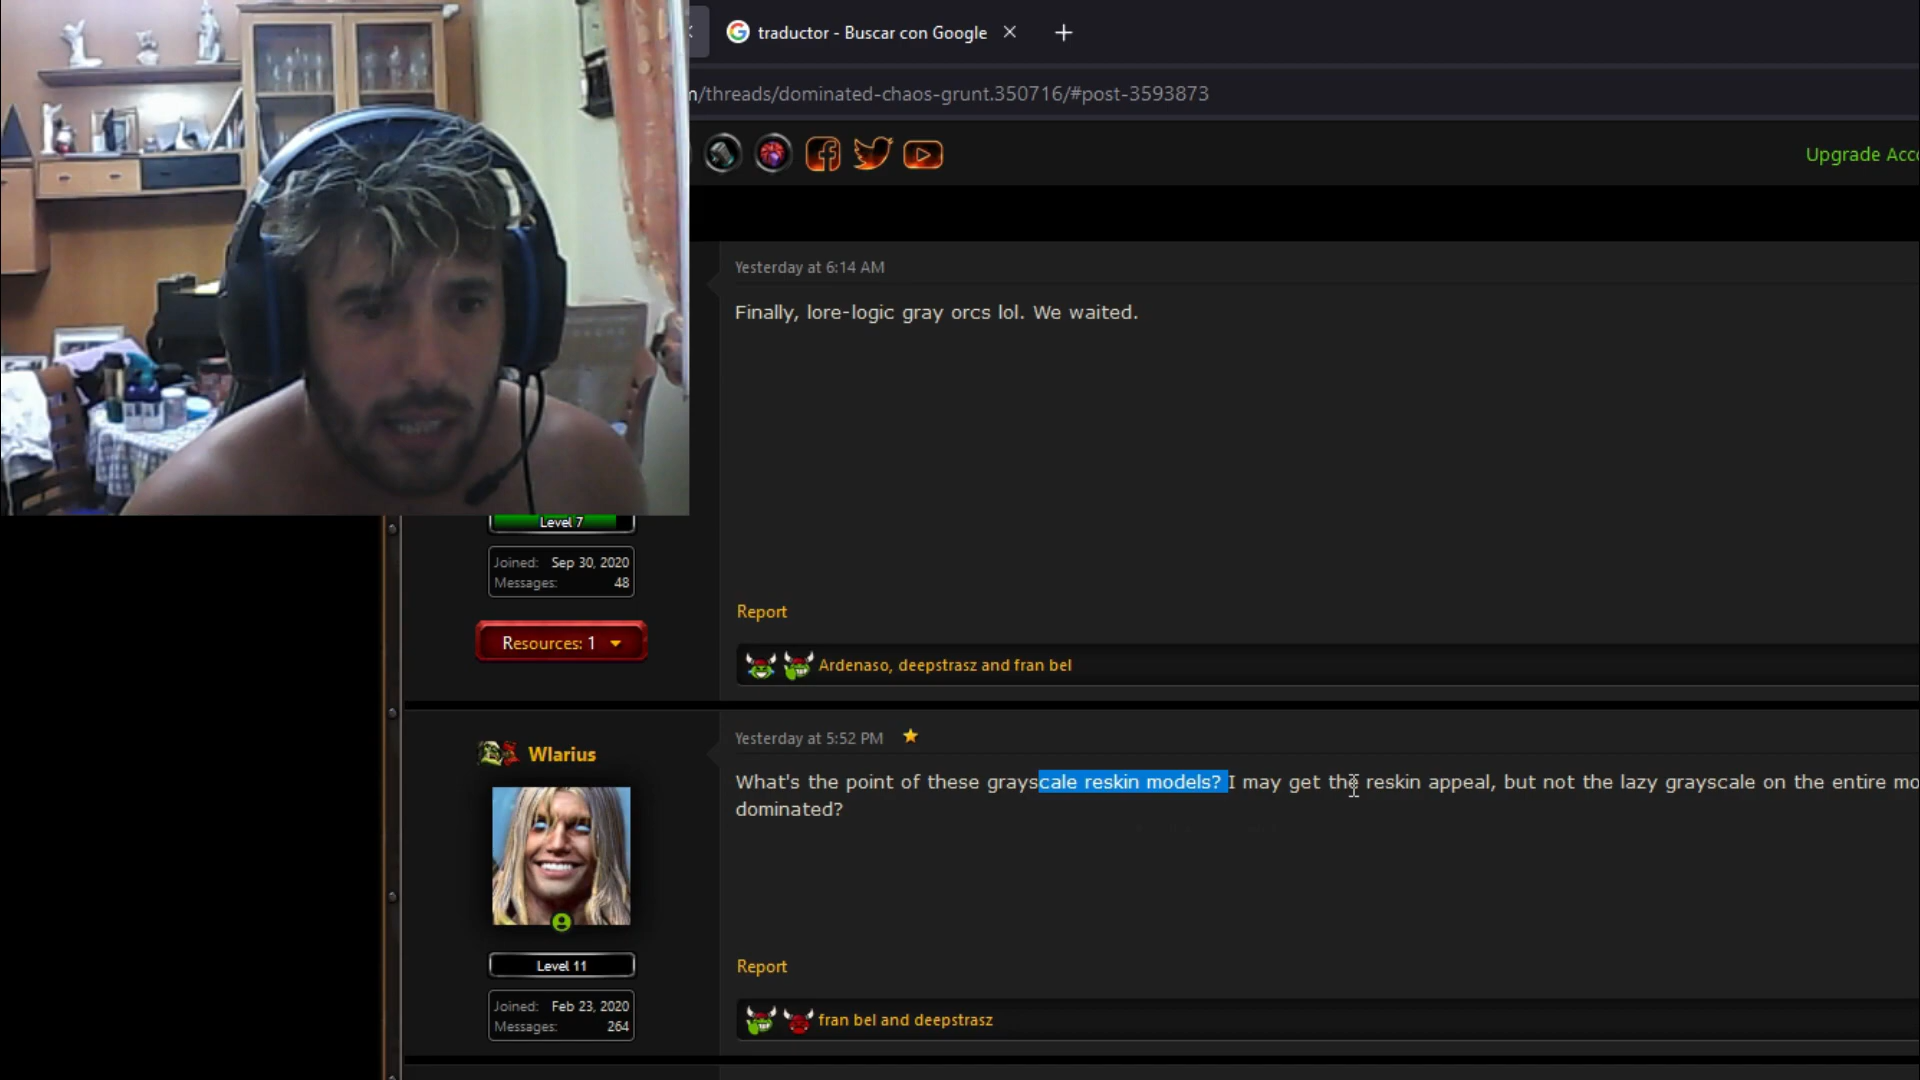 traductor - Buscar con Google
/threads/dominated-chaos-grunt.350716/#post-3593873
Upgrade
Yesterday at 6:14 AM
Finally, lore-logic gray orcs lol. We waited.
Level 7
Joined: Sep 30, 2020
Messages: 48
Resources: 1
Report
Ardenaso, deepstrasz and fran bel
Wlarius
Yesterday at 5:52 PM
What's the point of these grayscale reskin models? I may get the reskin appeal, but not the lazy grayscale on the entire
dominated?
Level 11
Joined: Feb 23, 2020
Messages: 264
Report
fran bel and deepstrasz